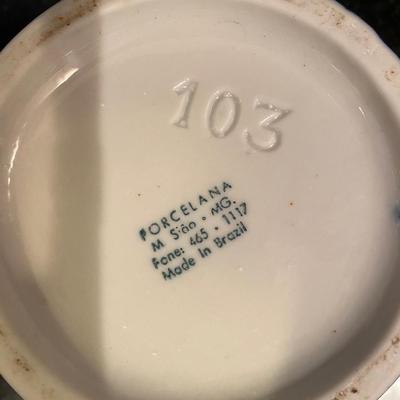 103
PORCELANA
M Sião - MG.
Fone: 465 - 1117
Made In Brazil